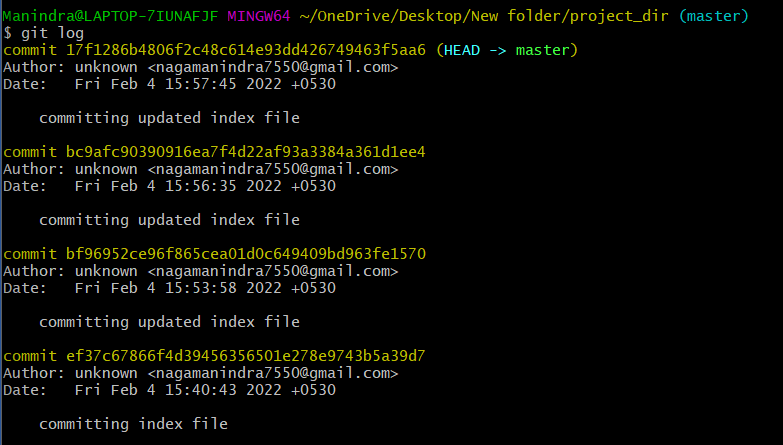 Manindra@LAPTOP-7IUNAFJF MINGW64 ~/OneDrive/Desktop/New folder/project_dir (master)
$ git log
commit 17f1286b4806f2c48c614e93dd426749463f5aa6 (HEAD -> master)
Author: unknown <nagamanindra7550@gmail.com>
Date:   Fri Feb 4 15:57:45 2022 +0530
    committing updated index file
commit bc9afc90390916ea7f4d22af93a3384a361d1ee4
Author: unknown <nagamanindra7550@gmail.com>
Date:   Fri Feb 4 15:56:35 2022 +0530
    committing updated index file
commit bf96952ce96f865cea01d0c649409bd963fe1570
Author: unknown <nagamanindra7550@gmail.com>
Date:   Fri Feb 4 15:53:58 2022 +0530
    committing updated index file
commit ef37c67866f4d39456356501e278e9743b5a39d7
Author: unknown <nagamanindra7550@gmail.com>
Date:   Fri Feb 4 15:40:43 2022 +0530
    committing index file